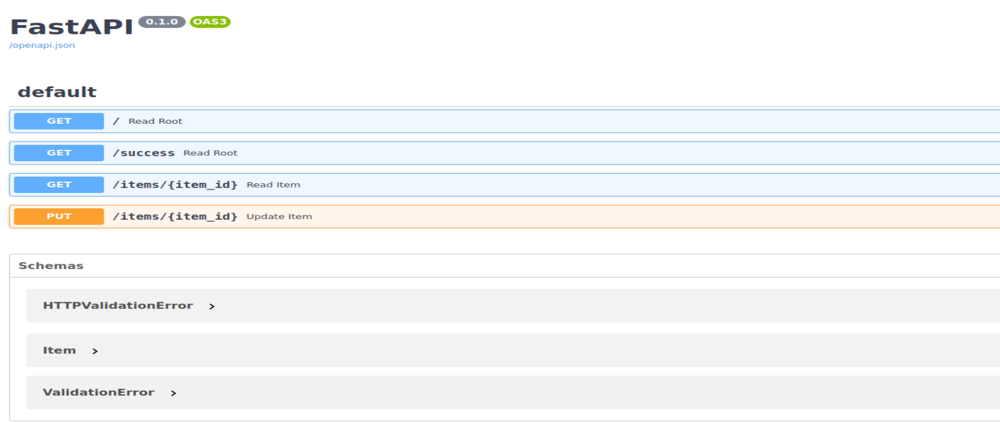 FastAPI 0.1.0 OAS3
/openapi.json
default
GET / Read Root
GET /success Read Root
GET /items/{item_id} Read Item
PUT /items/{item_id} Update Item
Schemas
HTTPValidationError >
Item >
ValidationError >